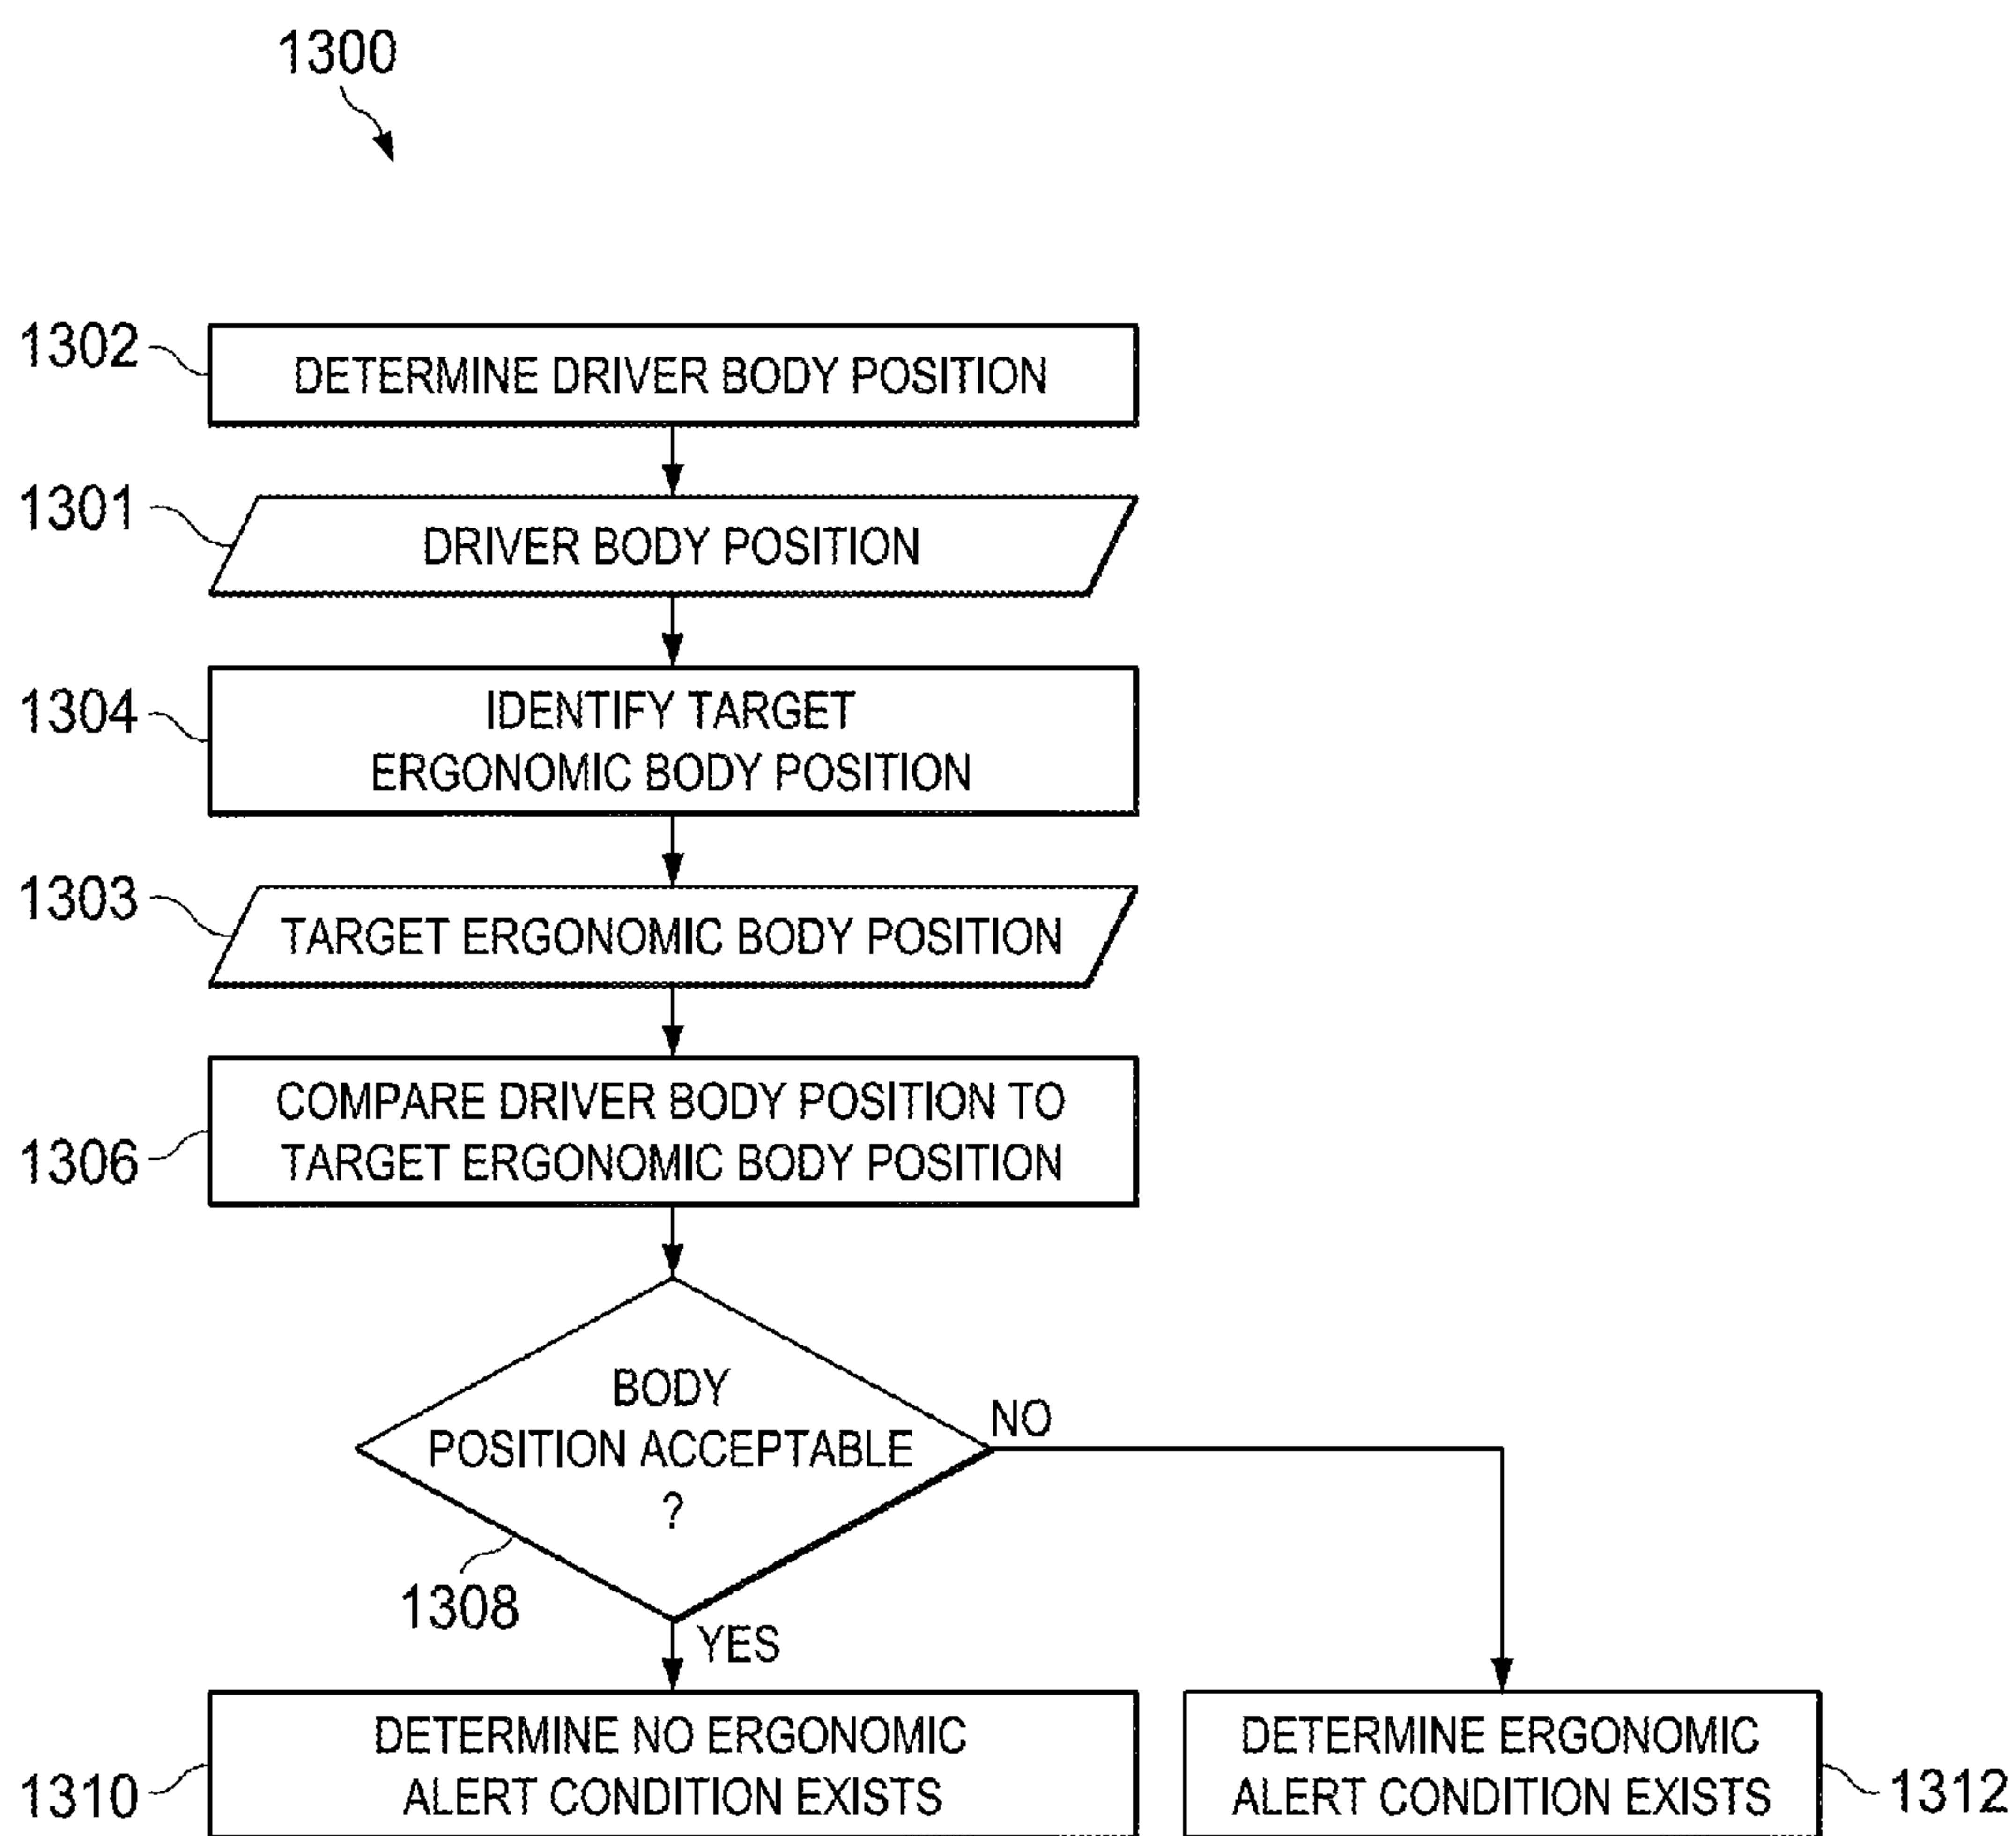 1300
1302
DETERMINE DRIVER BODY POSITION
1301
DRIVER BODY POSITION
1304
IDENTIFY TARGET
ERGONOMIC BODY POSITION
1303
TARGET ERGONOMIC BODY POSITION
1306
COMPARE DRIVER BODY POSITION TO
TARGET ERGONOMIC BODY POSITION
BODY
POSITION ACCEPTABLE
?
NO
1308
YES
1310
DETERMINE NO ERGONOMIC
ALERT CONDITION EXISTS
DETERMINE ERGONOMIC
ALERT CONDITION EXISTS
1312